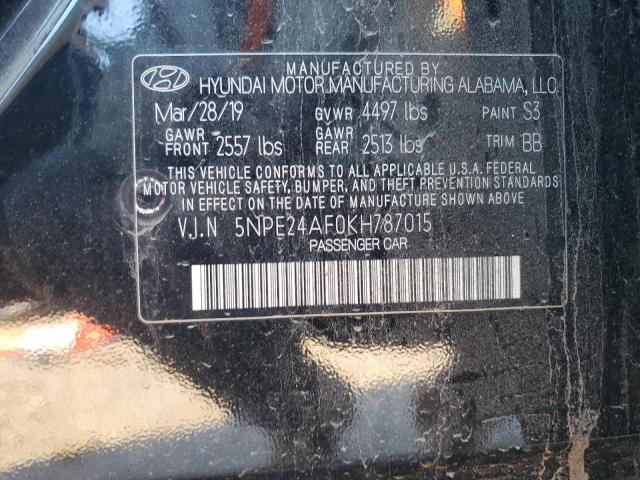 MANUFACTURED BY
HYUNDAI MOTOR MANUFACTURING ALABAMA, LLC
Mar/28/19 GVWR 4497 lbs PAINT S3
GAWR FRONT 2557 lbs GAWR REAR 2513 lbs TRIM BB
THIS VEHICLE CONFORMS TO ALL APPLICABLE U.S.A. FEDERAL
MOTOR VEHICLE SAFETY, BUMPER, AND THEFT PREVENTION STANDARDS
IN EFFECT ON THE DATE OF MANUFACTURE SHOWN ABOVE.
V.I.N 5NPE24AF0KH787015
PASSENGER CAR